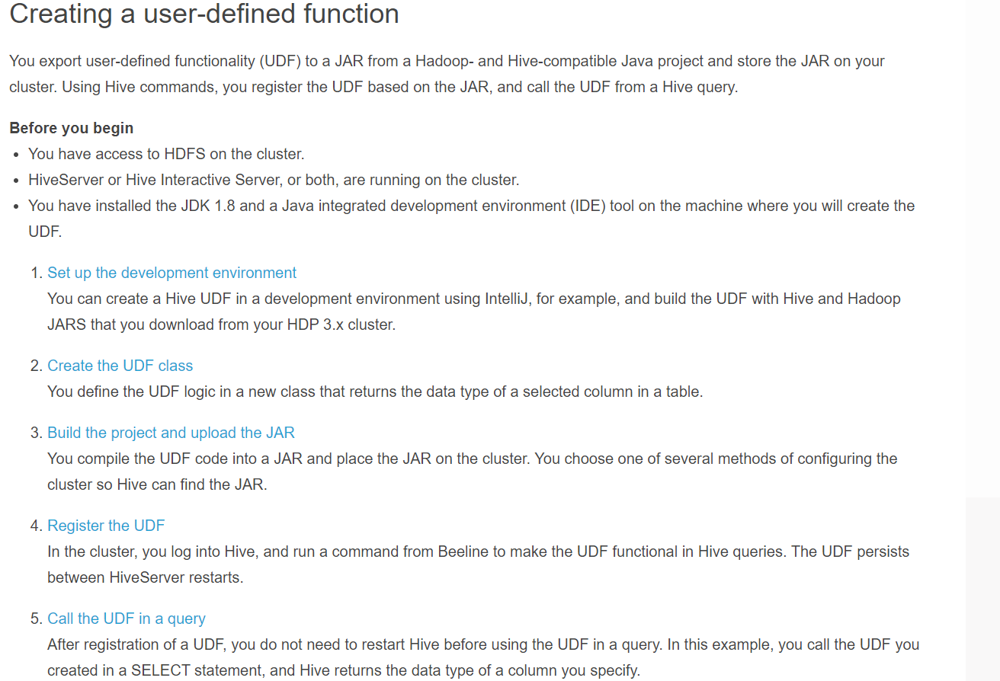 Creating a user-defined function
You export user-defined functionality (UDF) to a JAR from a Hadoop- and Hive-compatible Java project and store the JAR on your
cluster. Using Hive commands, you register the UDF based on the JAR, and call the UDF from a Hive query.
Before you begin
• You have access to HDFS on the cluster.
• HiveServer or Hive Interactive Server, or both, are running on the cluster.
• You have installed the JDK 1.8 and a Java integrated development environment (IDE) tool on the machine where you will create the
UDF.
1. Set up the development environment
You can create a Hive UDF in a development environment using IntelliJ, for example, and build the UDF with Hive and Hadoop
JARS that you download from your HDP 3.x cluster.
2. Create the UDF class
You define the UDF logic in a new class that returns the data type of a selected column in a table.
3. Build the project and upload the JAR
You compile the UDF code into a JAR and place the JAR on the cluster. You choose one of several methods of configuring the
cluster so Hive can find the JAR.
4. Register the UDF
In the cluster, you log into Hive, and run a command from Beeline to make the UDF functional in Hive queries. The UDF persists
between HiveServer restarts.
5. Call the UDF in a query
After registration of a UDF, you do not need to restart Hive before using the UDF in a query. In this example, you call the UDF you
created in a SELECT statement, and Hive returns the data type of a column you specify.